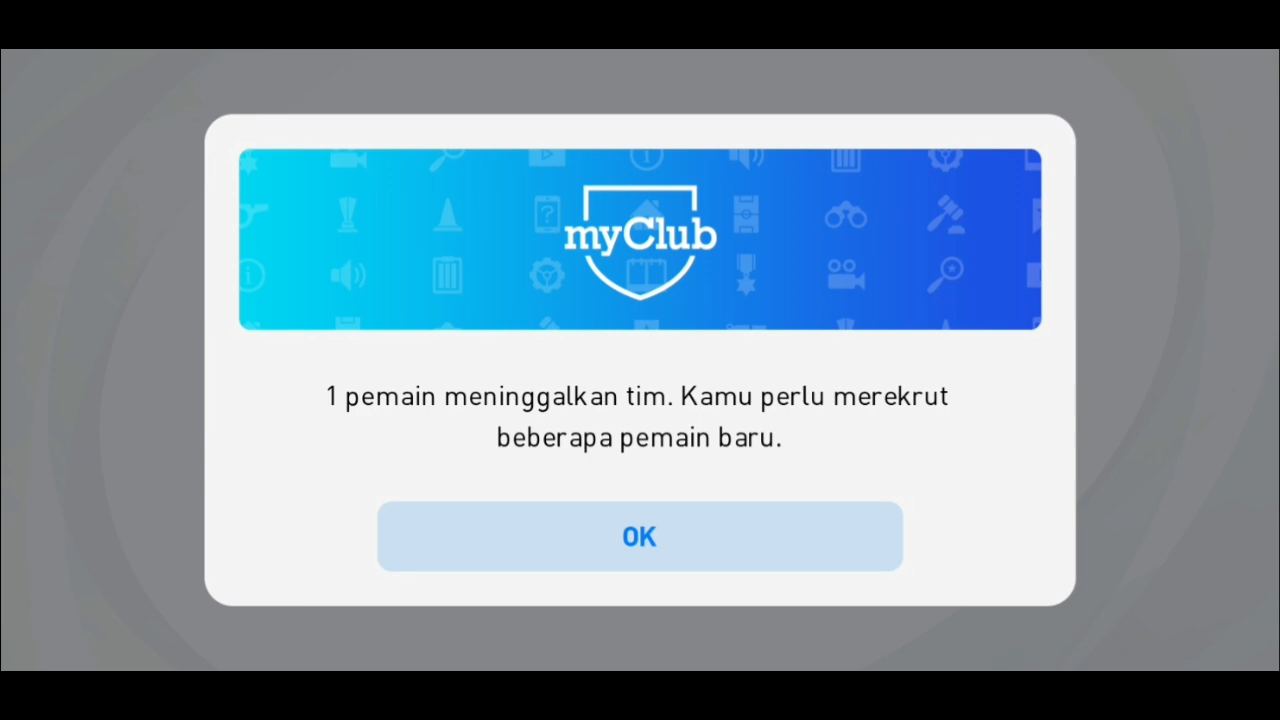 myClub
1 pemain meninggalkan tim. Kamu perlu merekrut
beberapa pemain baru.
OK